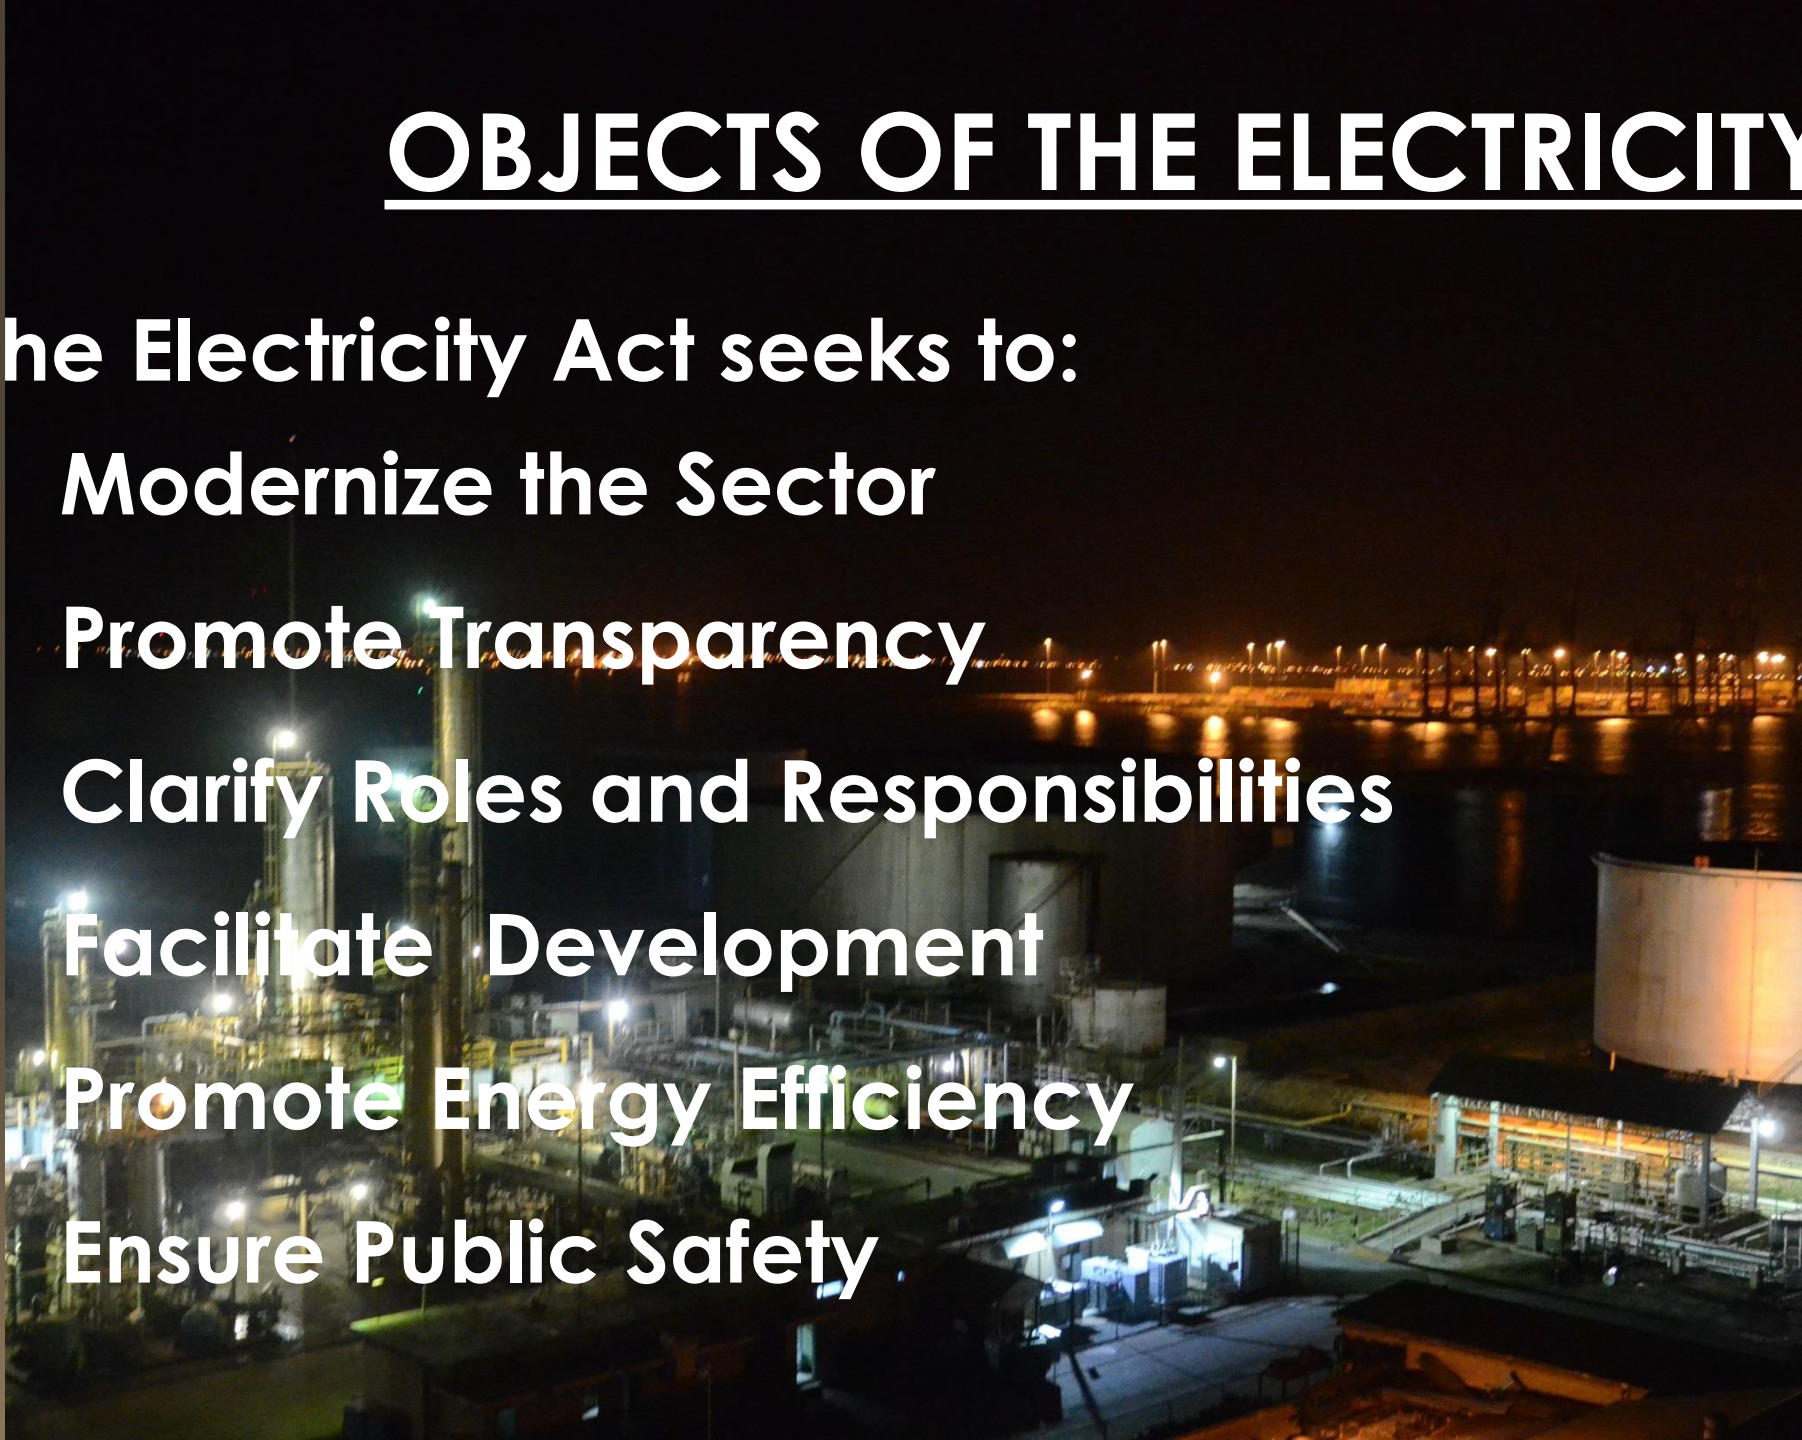 OBJECTS OF THE ELECTRICITY
he Electricity Act seeks to:
Modernize the Sector
Promote Transparency
Clarify Roles and Responsibilities
Facilitate Development
Promote Energy Efficiency
Ensure Public Safety